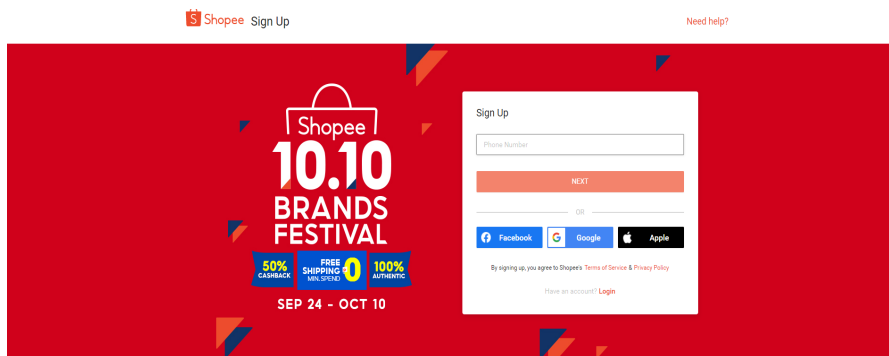 Shopee Sign Up
Need help?
Shopee
10.10
BRANDS
FESTIVAL
50%
CASHBACK
FREE
SHIPPING
MIN. SPEND
0
100%
AUTHENTIC
SEP 24 - OCT 10
Sign Up
Phone Number
NEXT
OR
Facebook
Google
Apple
By signing up, you agree to Shopee's Terms of Service & Privacy Policy
Have an account? Login